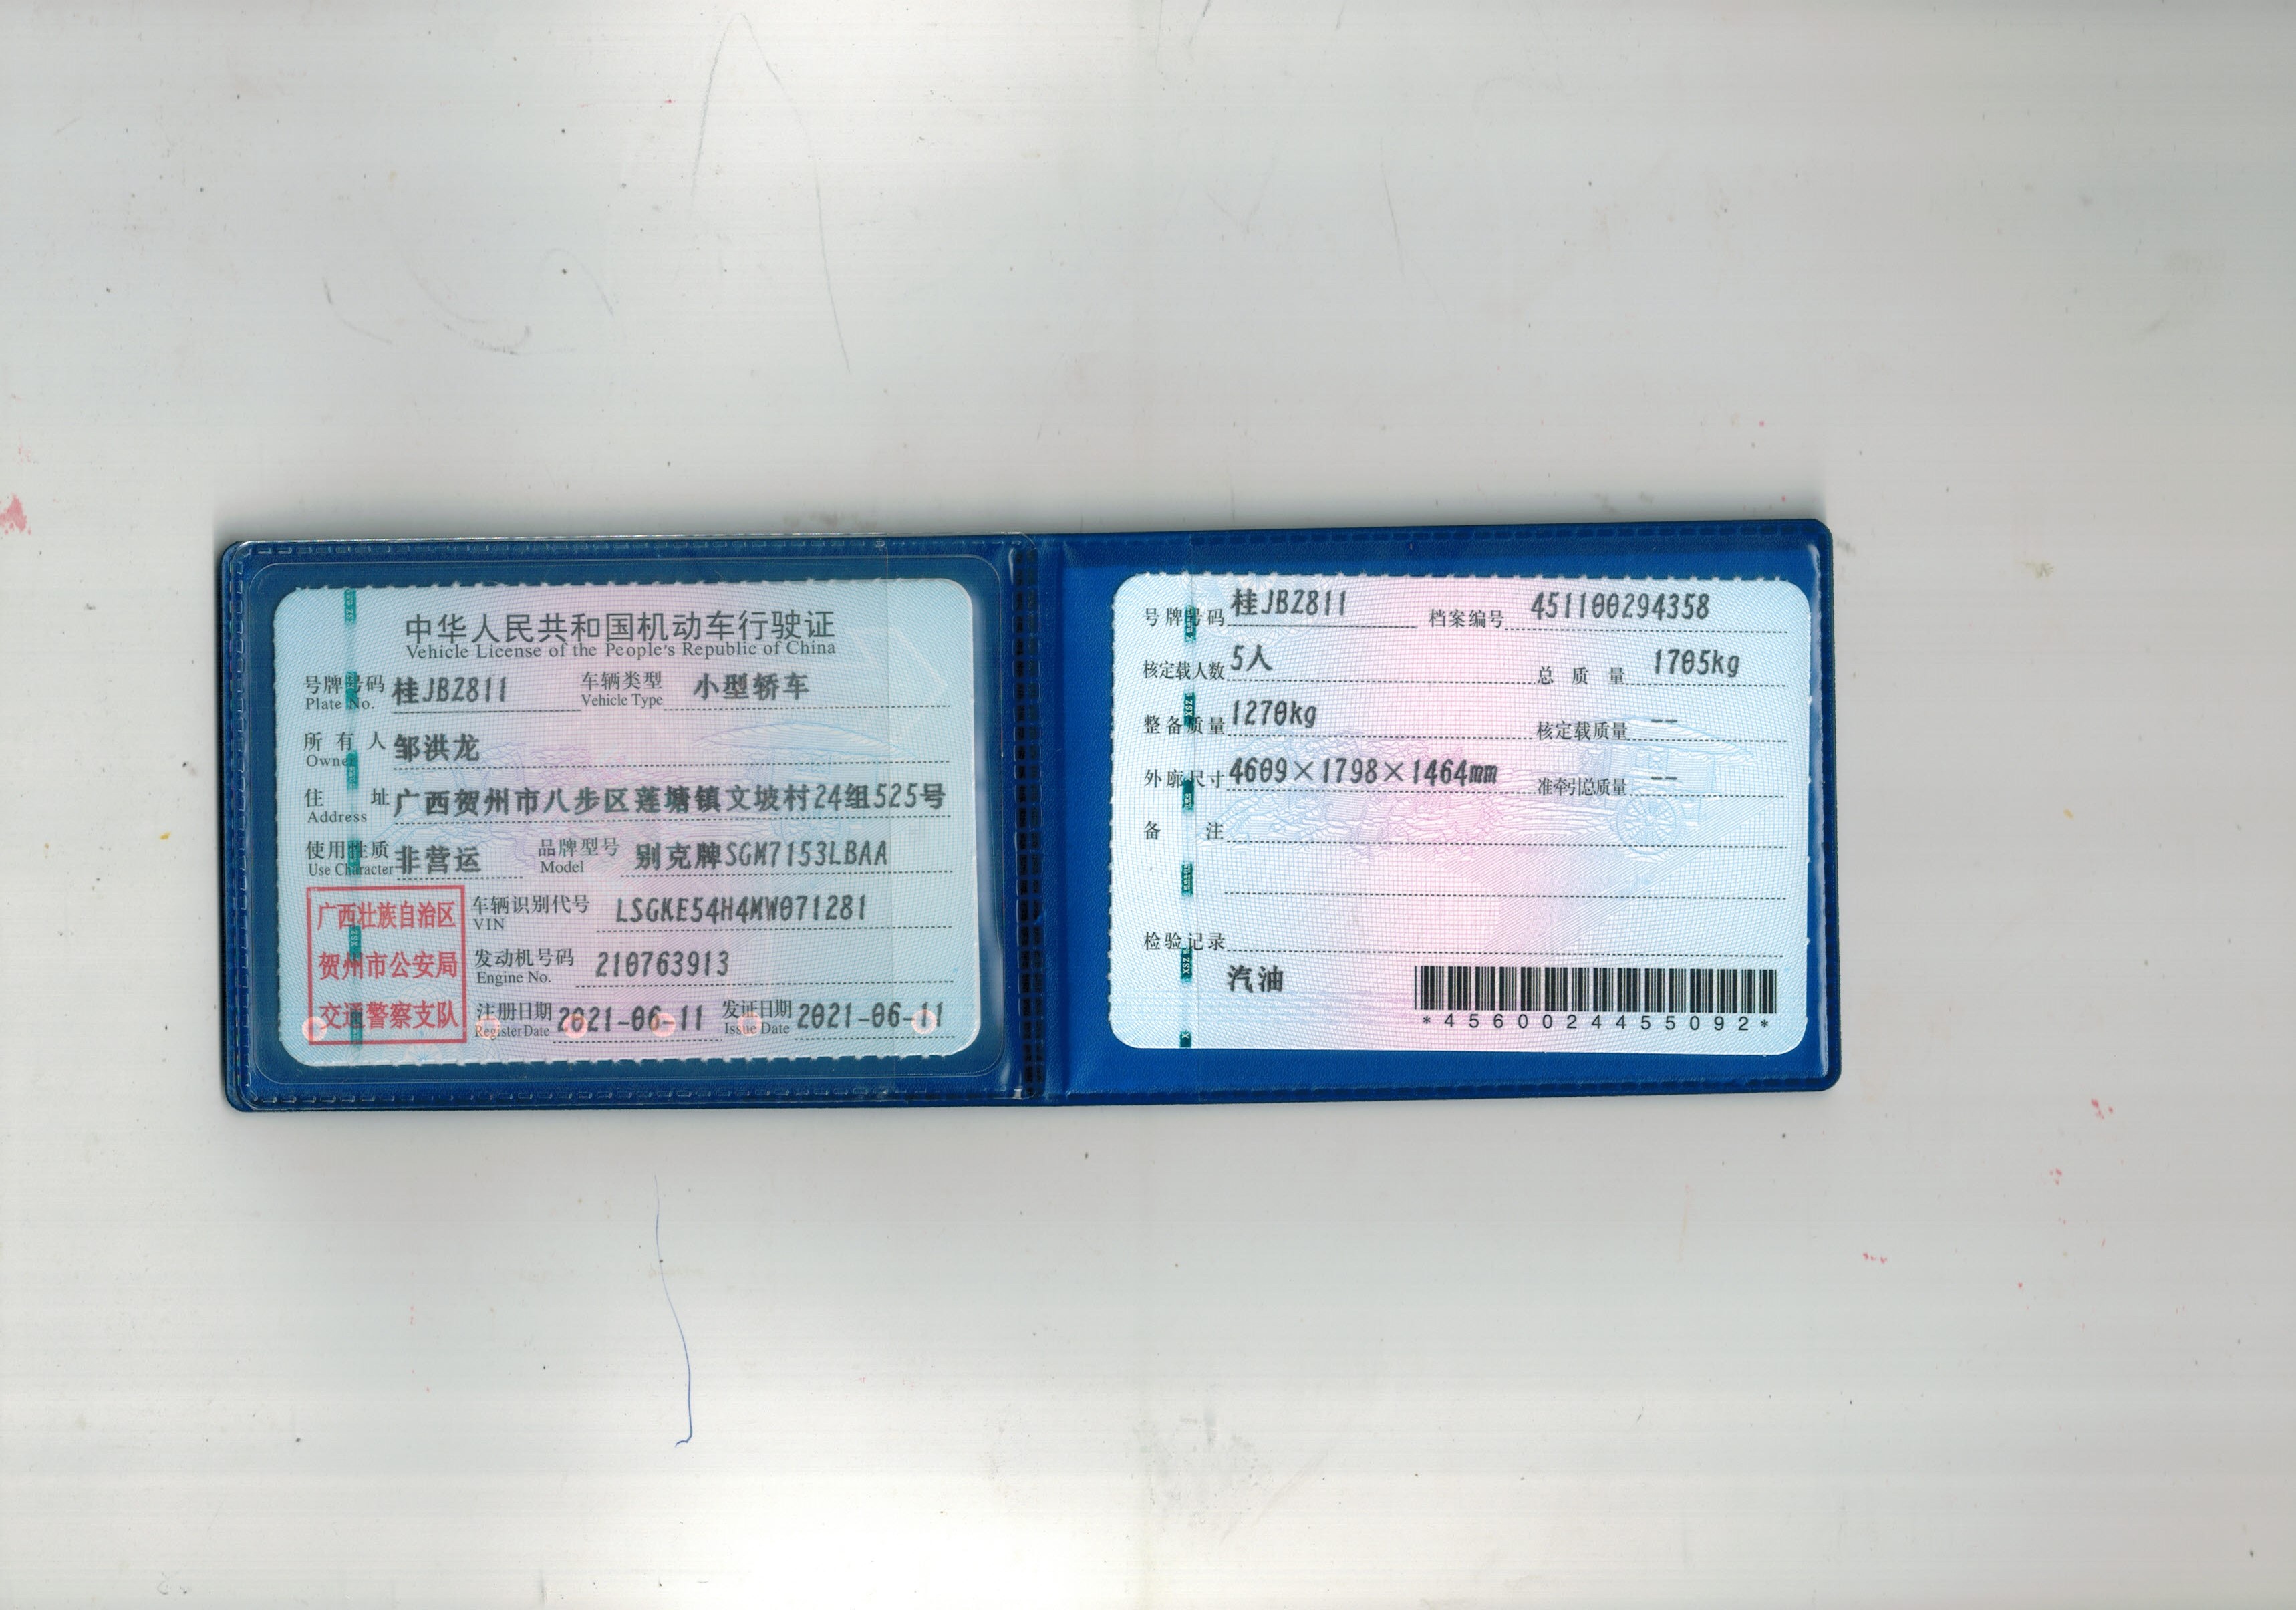 中华人民共和国机动车行驶证
Vehicle License of the People's Republic of China
号牌号码 桂JBZ811 车辆类型 小型轿车
Plate No. Vehicle Type
所有人 邹洪龙
Owner
住址 广西贺州市八步区莲塘镇文坡村24组525号
Address
使用性质 非营运 品牌型号 别克牌SGM7153LBAA
Use Character Model
广西壮族自治区
贺州市公安局
交通警察支队
车辆识别代号 LSGKE54H4MW071281
VIN
发动机号码 210763913
Engine No.
注册日期 2021-06-11 发证日期 2021-06-11
Register Date Issue Date
号牌号码 桂JBZ811 档案编号 451100294358
核定载人数 5人 总质量 1705kg
整备质量 1270kg 核定载质量 --
外廓尺寸 4609×1798×1464mm 准牵引总质量 --
备注
检验记录
汽油
*4560024455092*